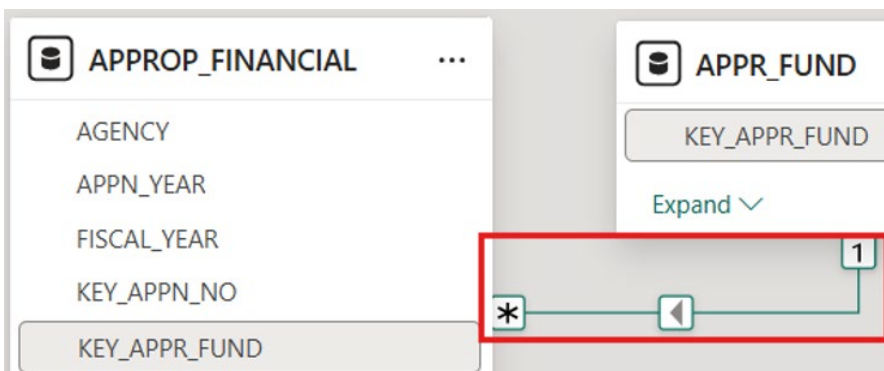 APPROP_FINANCIAL ...
AGENCY
APPN_YEAR
FISCAL_YEAR
KEY_APPN_NO
KEY_APPR_FUND
APPR_FUND
KEY_APPR_FUND
Expand
1
*